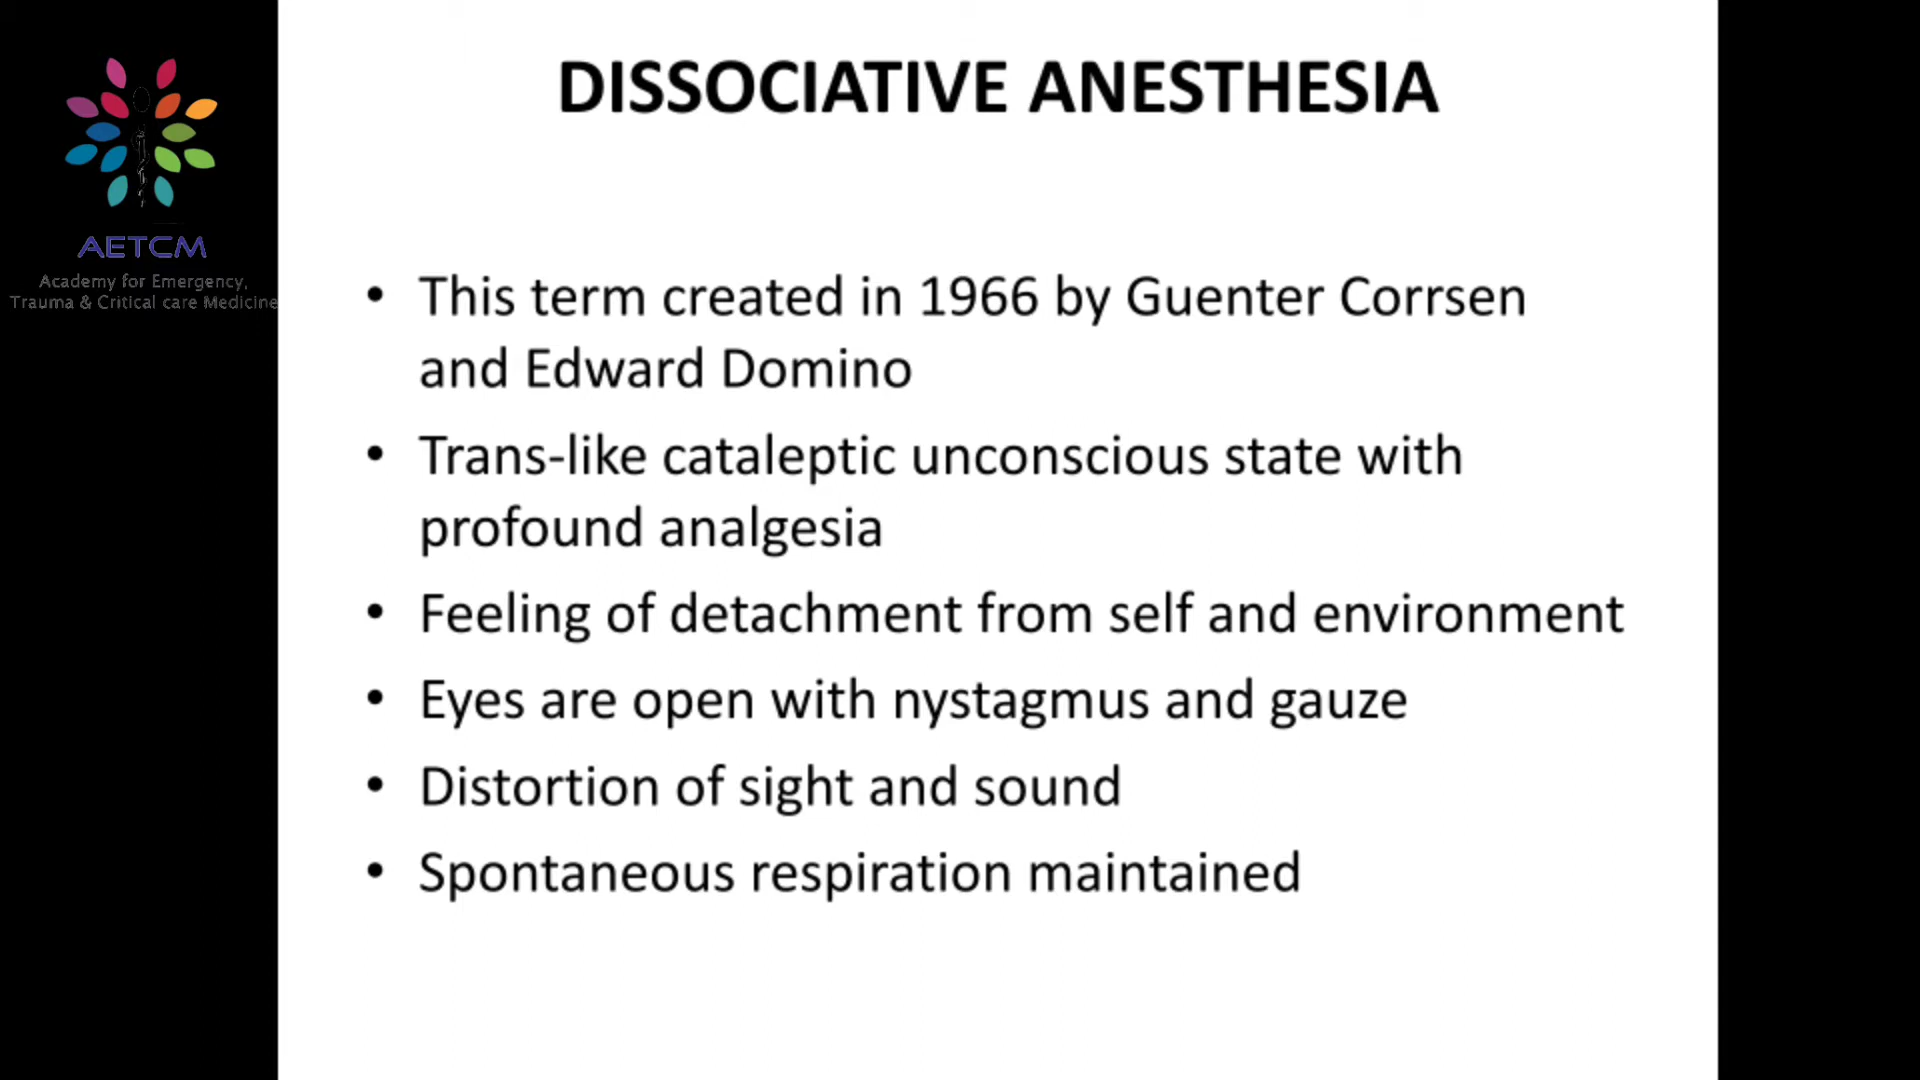 AETCM
Academy for Emergency,
Trauma & Critical care Medicine
DISSOCIATIVE ANESTHESIA
• This term created in 1966 by Guenter Corrsen
and Edward Domino
• Trans-like cataleptic unconscious state with
profound analgesia
• Feeling of detachment from self and environment
• Eyes are open with nystagmus and gauze
• Distortion of sight and sound
• Spontaneous respiration maintained